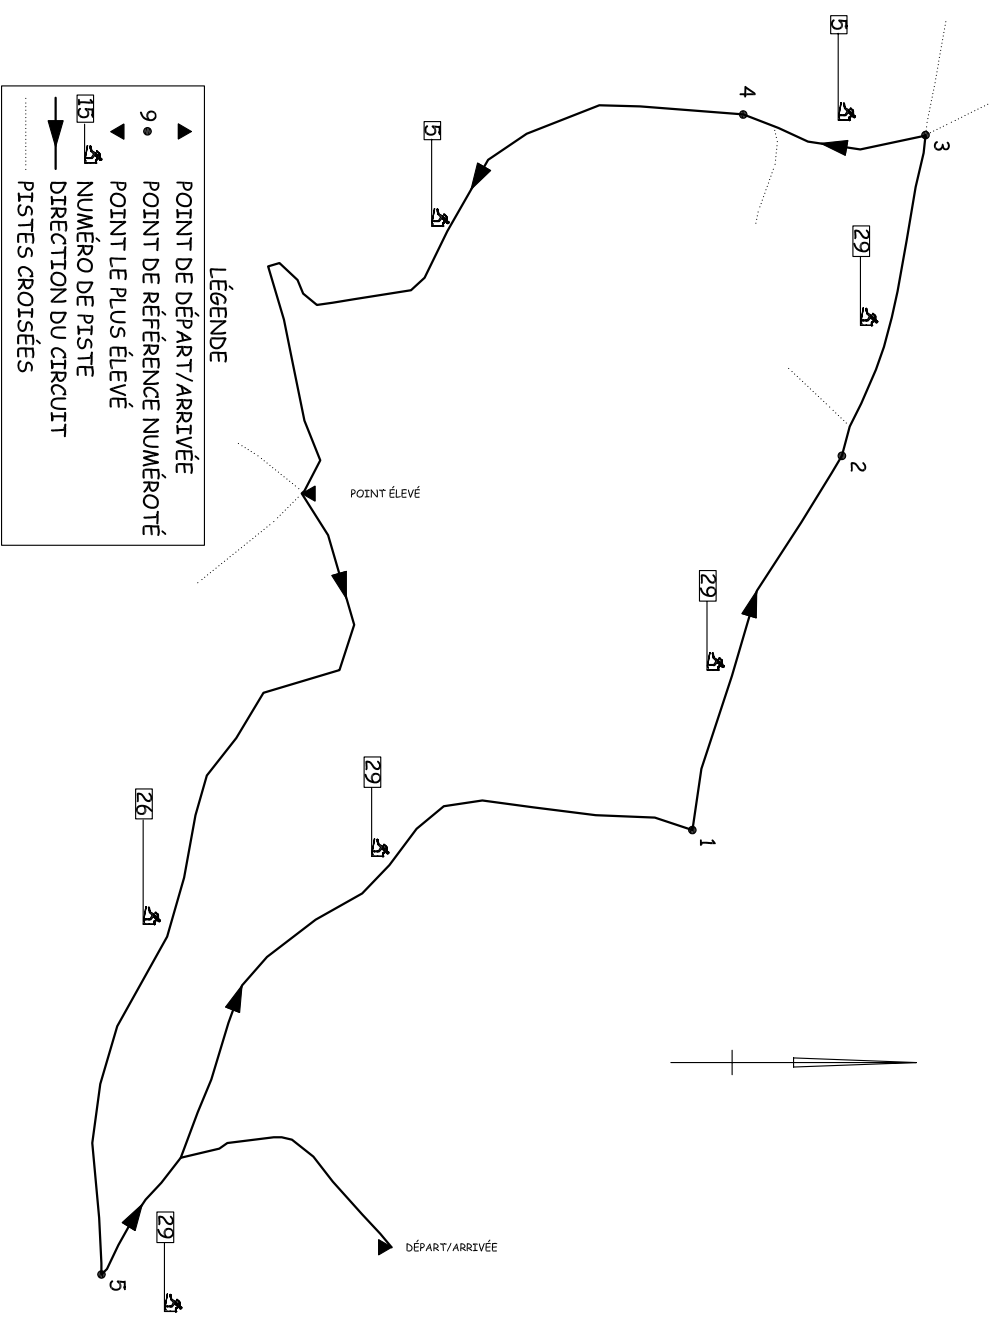 5
3
4
5
29
2
POINT ÉLEVÉ
29
29
1
26
29
5
DÉPART/ARRIVÉE
LÉGENDE
POINT DE DÉPART/ARRIVÉE
9 POINT DE RÉFÉRENCE NUMÉROTÉ
POINT LE PLUS ÉLEVÉ
15 NUMÉRO DE PISTE
DIRECTION DU CIRCUIT
PISTES CROISÉES